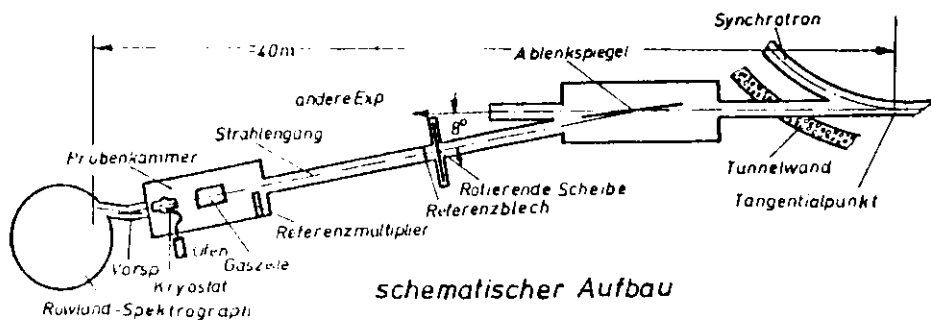 Synchrotron
≈40m
Ablenkspiegel
andere Exp
8°
Strahlengang
Probenkammer
Tunnelwand
Rotierende Scheibe
Referenzblech
Tangentialpunkt
Referenzmultiplier
Ofen
Gaszelle
Vorsp
Kryostat
Rowland-Spektrograph
schematischer Aufbau